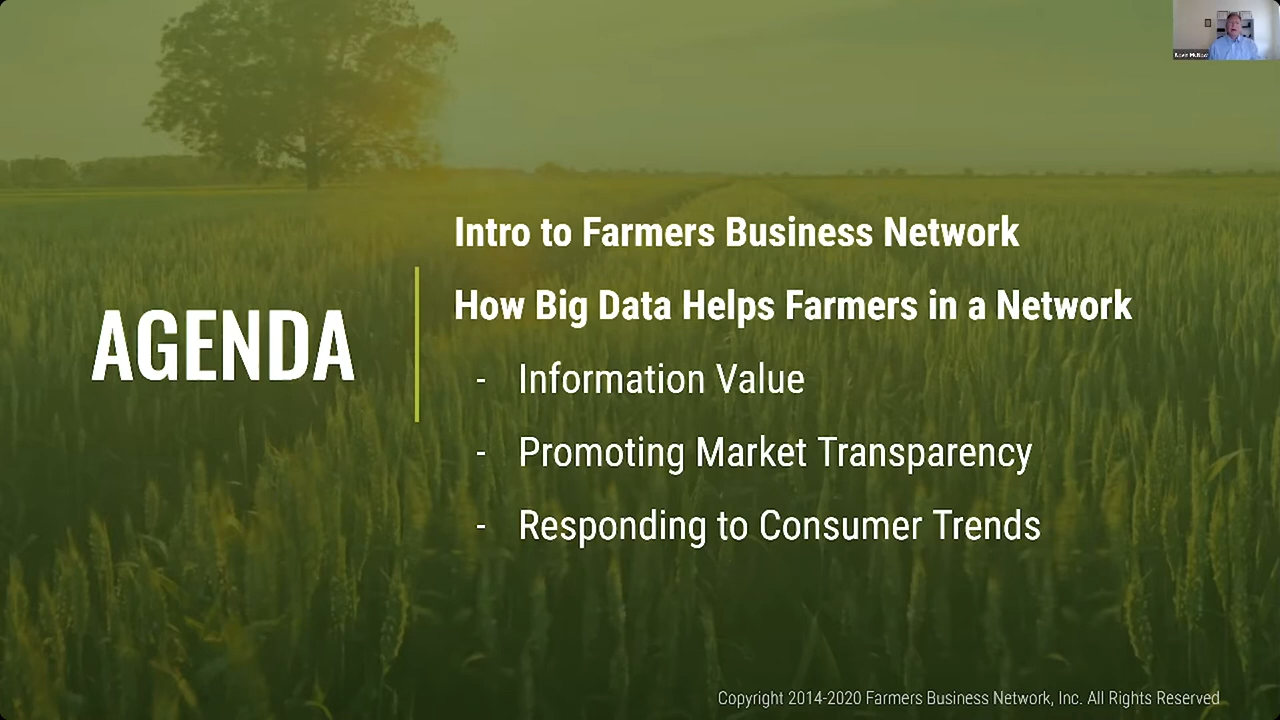 AGENDA
Intro to Farmers Business Network
How Big Data Helps Farmers in a Network
- Information Value
- Promoting Market Transparency
- Responding to Consumer Trends
Copyright 2014-2020 Farmers Business Network, Inc. All Rights Reserved